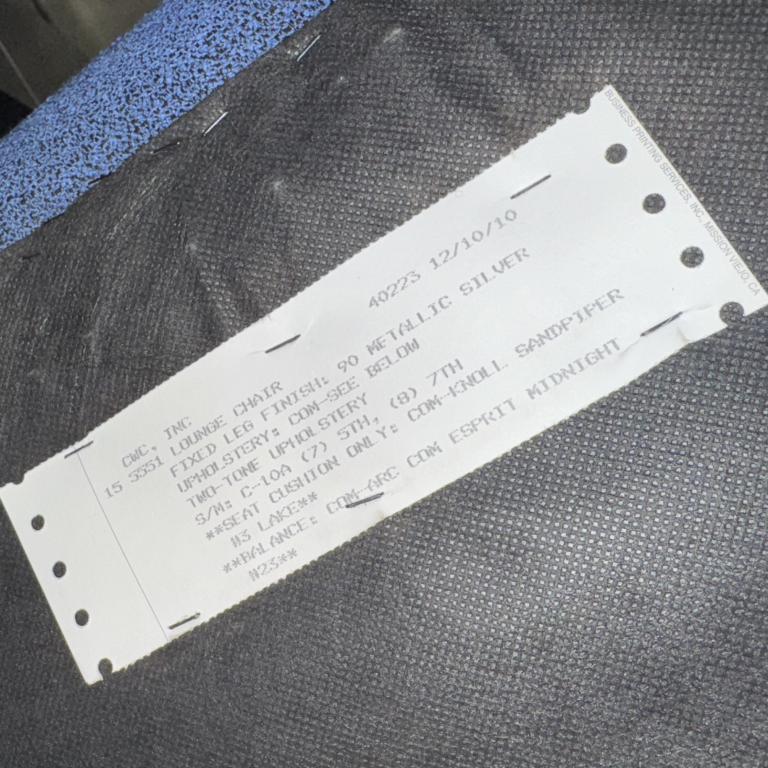 BUSINESS PRINTING SERVICES, INC., MISSION VIEJO, CA
40223 12/10/10
CWC, INC
15 5551 LOUNGE CHAIR
FIXED LEG FINISH: 90 METALLIC SILVER
UPHOLSTERY: COM-SEE BELOW
TWO-TONE UPHOLSTERY
S/M: C-10A (7) 5TH, (8) 7TH
**SEAT CUSHION ONLY: COM-KNOLL SANDPIPER
#3 LAKE**
**BALANCE: COM-ARC COM ESPRIT MIDNIGHT
#23**